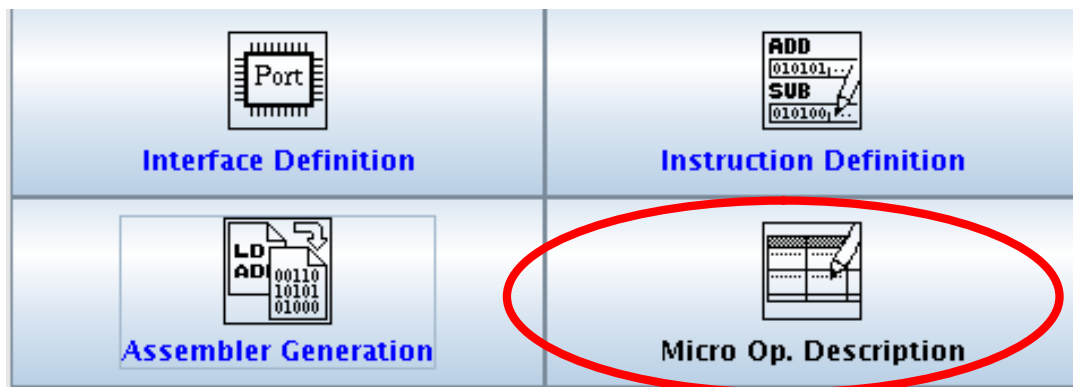 Port
Interface Definition
ADD
010101
SUB
010100
Instruction Definition
LD
AD
00110
10101
01000
Assembler Generation
Micro Op. Description